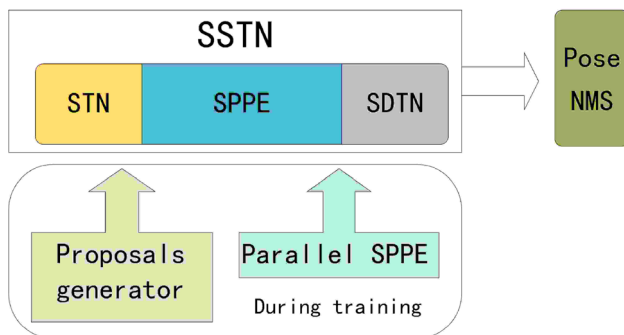 SSTN
STN SPPE SDTN
Pose
NMS
Proposals
generator
Parallel SPPE
During training